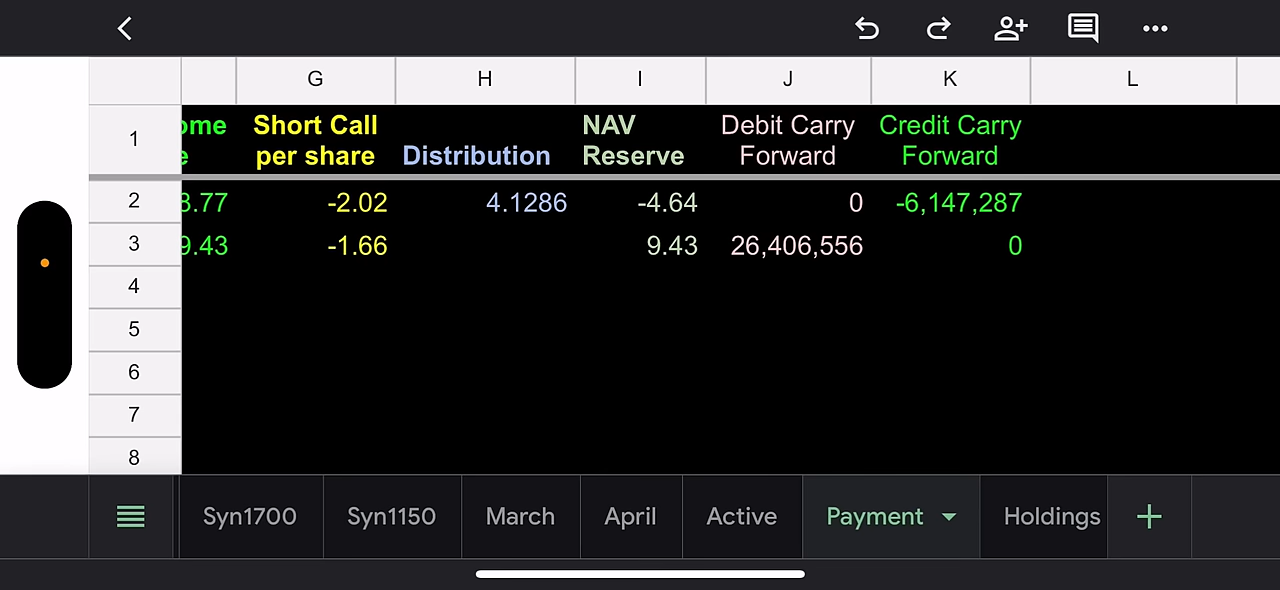 G H I J K L
1 ome Short Call NAV Debit Carry Credit Carry
e per share Distribution Reserve Forward Forward
2 3.77 -2.02 4.1286 -4.64 0 -6,147,287
3 9.43 -1.66 9.43 26,406,556 0
4
5
6
7
8
Syn1700 Syn1150 March April Active Payment Holdings